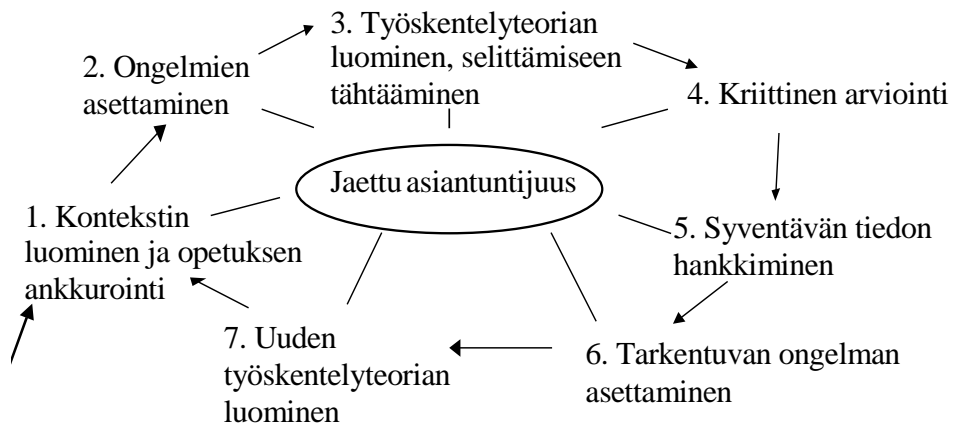 3. Työskentelyteorian
luominen, selittämiseen
tähtääminen
2. Ongelmien
asettaminen
4. Kriittinen arviointi
Jaettu asiantuntijuus
1. Kontekstin
luominen ja opetuksen
ankkurointi
5. Syventävän tiedon
hankkiminen
7. Uuden
työskentelyteorian
luominen
6. Tarkentuvan ongelman
asettaminen